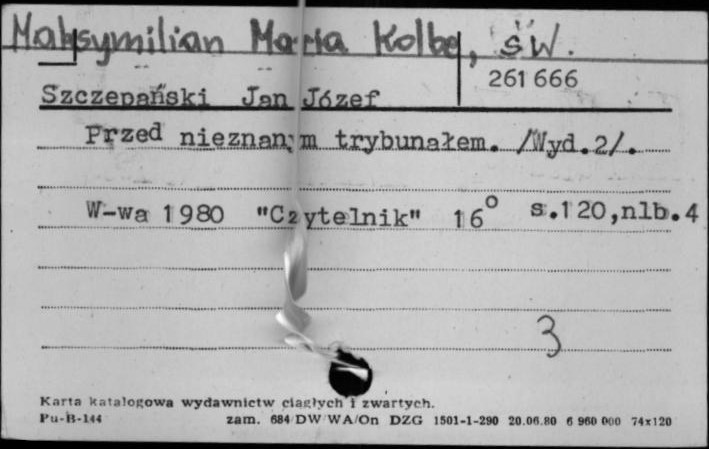 Maksymilian Maria Kolbe, św.
261 666
Szczepański Jan Józef
Przed nieznanym trybunałem. /Wyd.2/.
W-wa 1980 "Czytelnik" 16° s.120,nlb.4
3
Karta katalogowa wydawnictw ciągłych i zwartych.
Pu-B-144 zam. 684/DW/WA/On DZG 1501-1-290 20.06.80 6 960 000 74x120